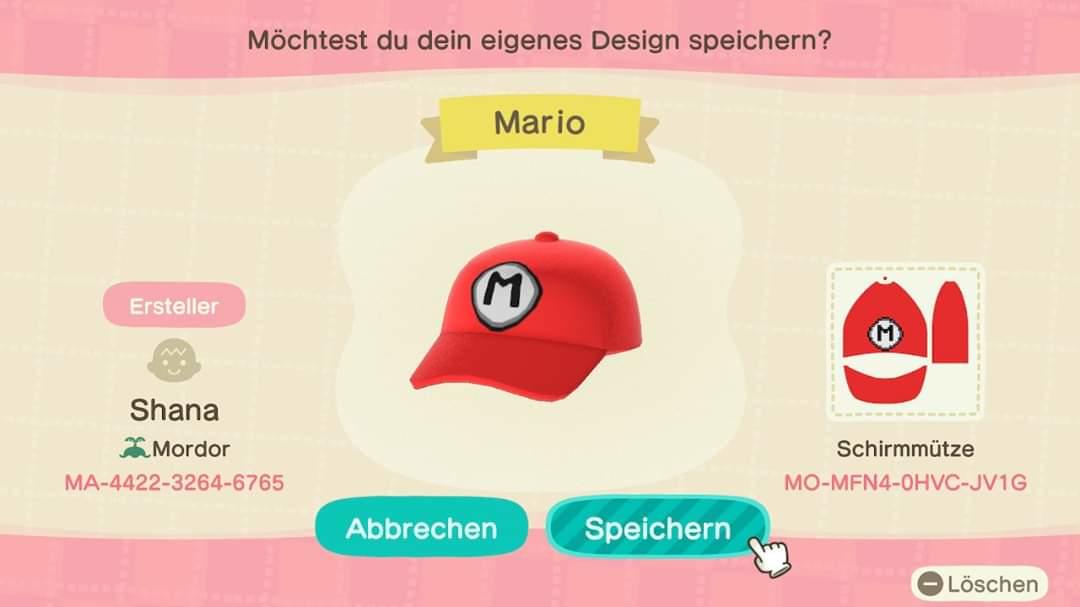 Möchtest du dein eigenes Design speichern?
Mario
M
M
Ersteller
Shana
Mordor
MA-4422-3264-6765
Schirmmütze
MO-MFN4-0HVC-JV1G
Abbrechen
Speichern
Löschen